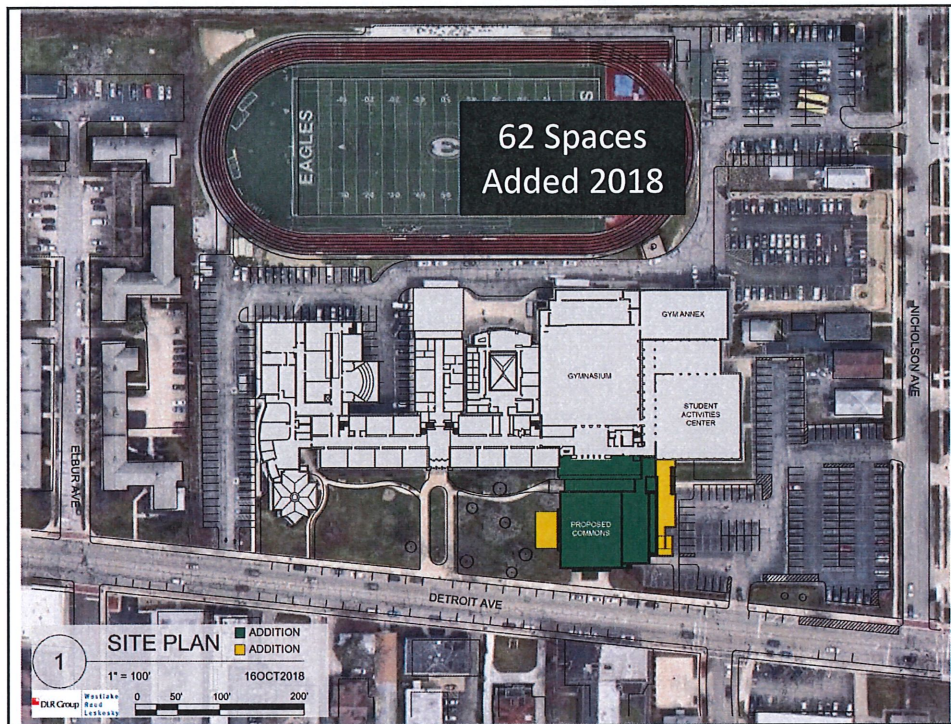 EAGLES
S
C
62 Spaces
Added 2018
GYM ANNEX
GYMNASIUM
STUDENT
ACTIVITIES
CENTER
NICHOLSON AVE
ELBUR AVE
PROPOSED
COMMONS
DETROIT AVE
1
SITE PLAN
ADDITION
ADDITION
1" = 100'
16OCT2018
DLR Group
Westlake
Reed
Leskosky
0 50' 100' 200'